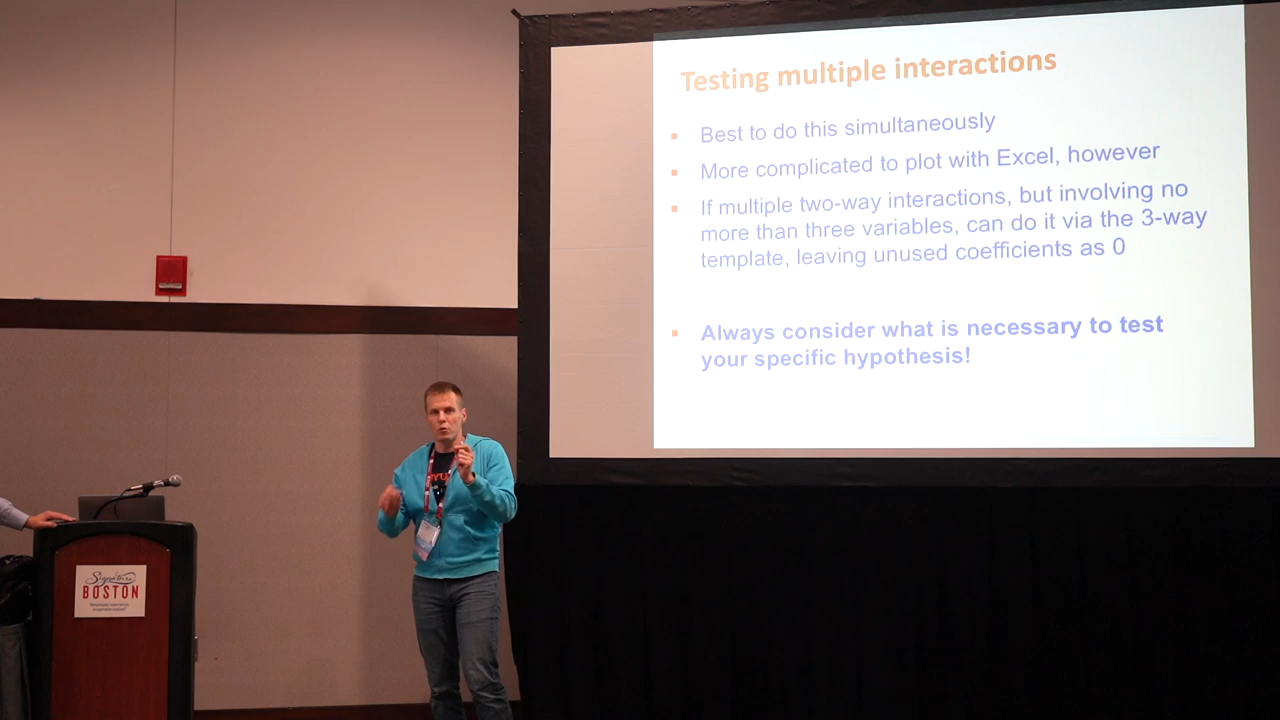 Testing multiple interactions
Best to do this simultaneously
More complicated to plot with Excel, however
If multiple two-way interactions, but involving no
more than three variables, can do it via the 3-way
template, leaving unused coefficients as 0
Always consider what is necessary to test
your specific hypothesis!
Signature
BOSTON